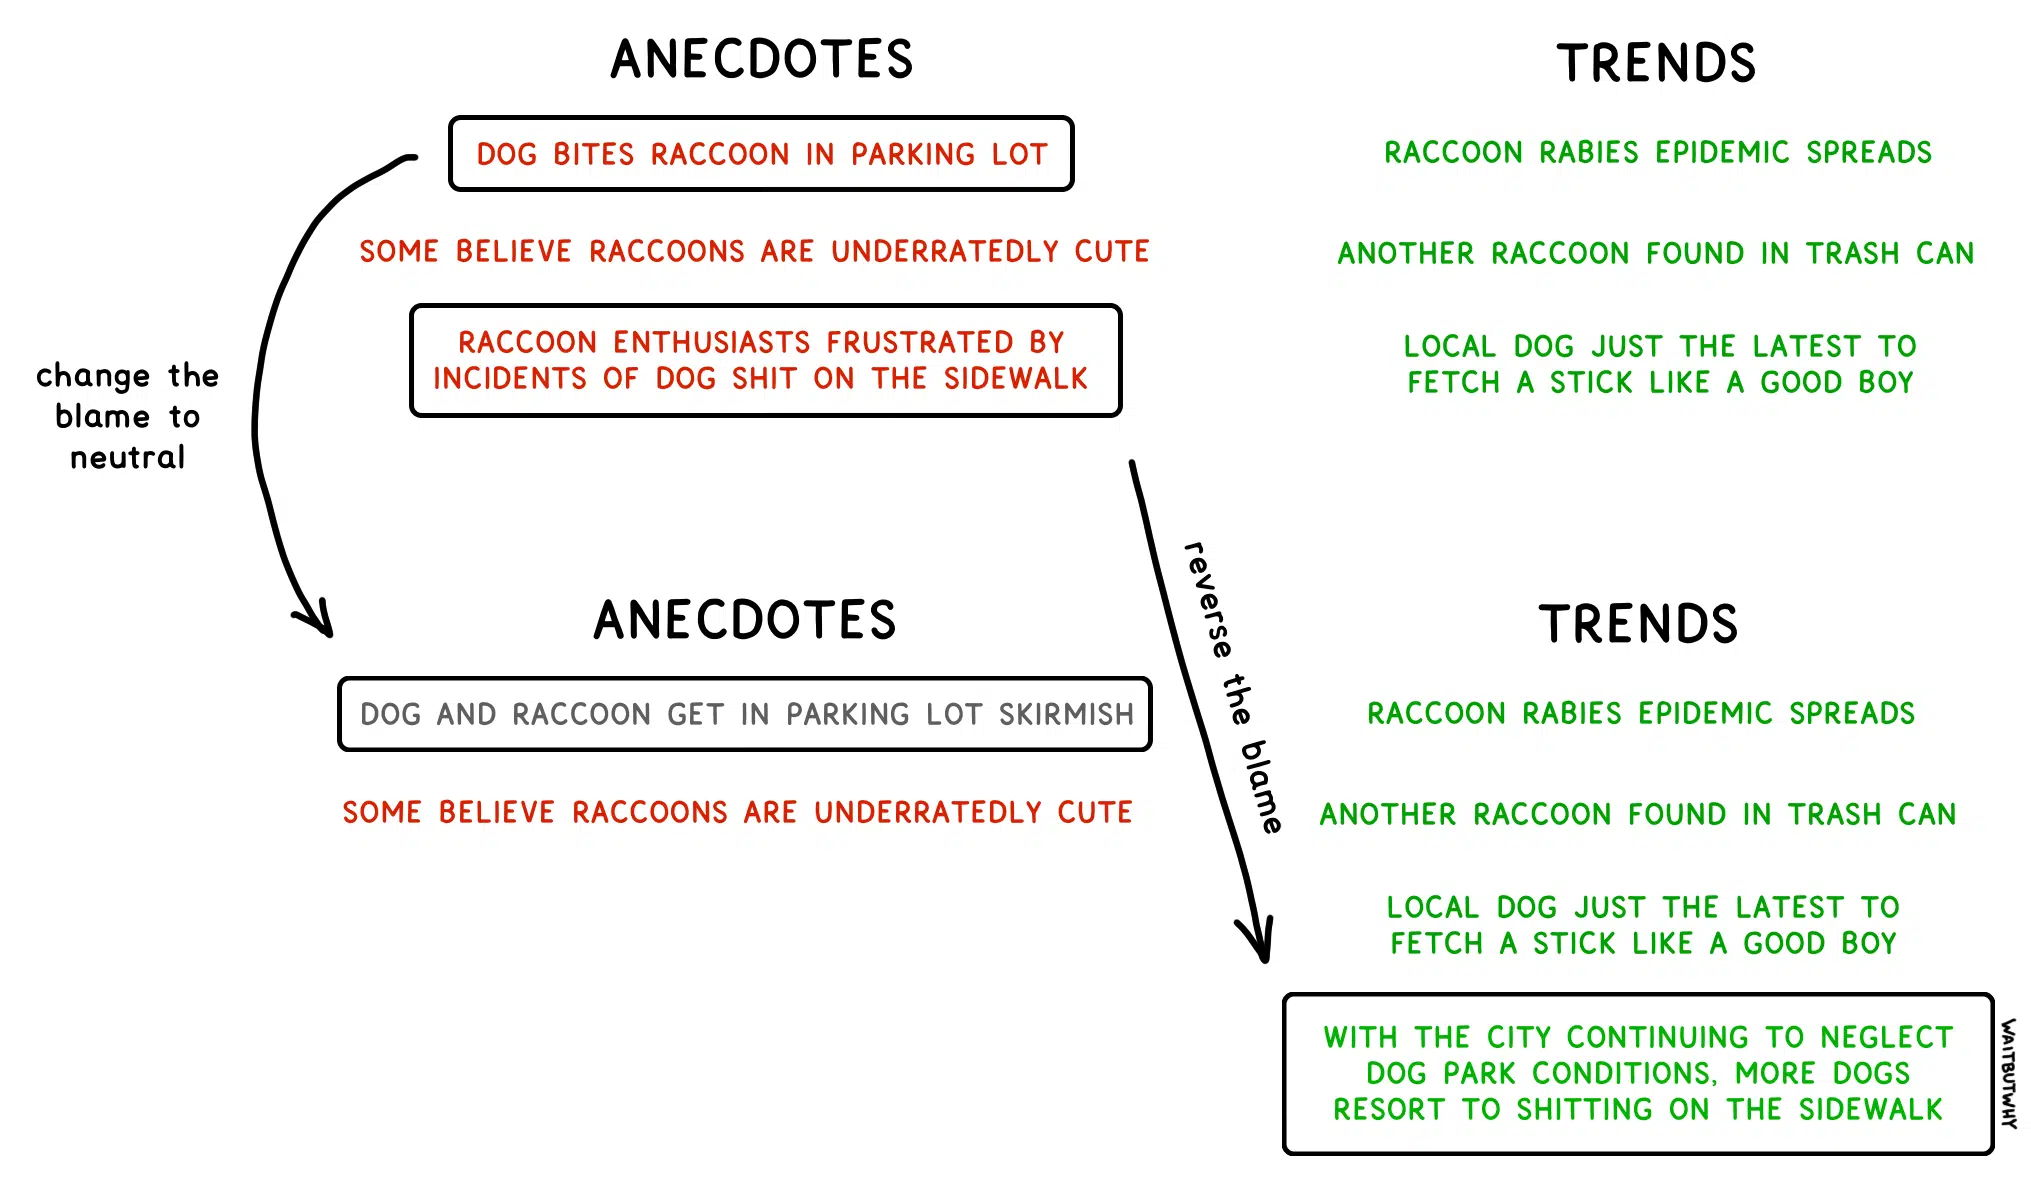 ANECDOTES
DOG BITES RACCOON IN PARKING LOT
SOME BELIEVE RACCOONS ARE UNDERRATEDLY CUTE
RACCOON ENTHUSIASTS FRUSTRATED BY
INCIDENTS OF DOG SHIT ON THE SIDEWALK
TRENDS
RACCOON RABIES EPIDEMIC SPREADS
ANOTHER RACCOON FOUND IN TRASH CAN
LOCAL DOG JUST THE LATEST TO
FETCH A STICK LIKE A GOOD BOY
change the
blame to
neutral
reverse the blame
ANECDOTES
DOG AND RACCOON GET IN PARKING LOT SKIRMISH
SOME BELIEVE RACCOONS ARE UNDERRATEDLY CUTE
TRENDS
RACCOON RABIES EPIDEMIC SPREADS
ANOTHER RACCOON FOUND IN TRASH CAN
LOCAL DOG JUST THE LATEST TO
FETCH A STICK LIKE A GOOD BOY
WITH THE CITY CONTINUING TO NEGLECT
DOG PARK CONDITIONS, MORE DOGS
RESORT TO SHITTING ON THE SIDEWALK
WAITBUTWHY